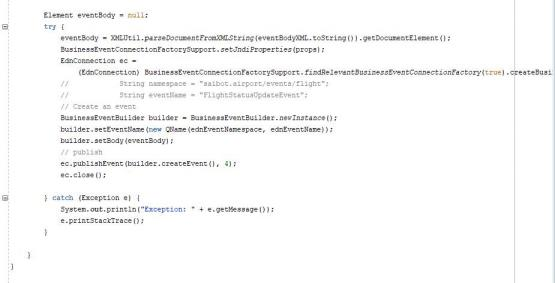 Element eventBody = null;
try {
eventBody = XMLUtil.parseDocumentFromXMLString(eventBodyXML.toString()).getDocumentElement();
BusinessEventConnectionFactorySupport.setJndiProperties(props);
EdnConnection ec =
(EdnConnection) BusinessEventConnectionFactorySupport.findRelevantBusinessEventConnectionFactory(true).createBusi
// String namespace = "saibot.airport/events/flight";
// String eventName = "FlightStatusUpdateEvent";
// Create an event
BusinessEventBuilder builder = BusinessEventBuilder.newInstance();
builder.setEventName(new QName(ednEventNamespace, ednEventName));
builder.setBody(eventBody);
// publish
ec.publishEvent(builder.createEvent(), 4);
ec.close();
} catch (Exception e) {
System.out.println("Exception: " + e.getMessage());
e.printStackTrace();
}
}
}